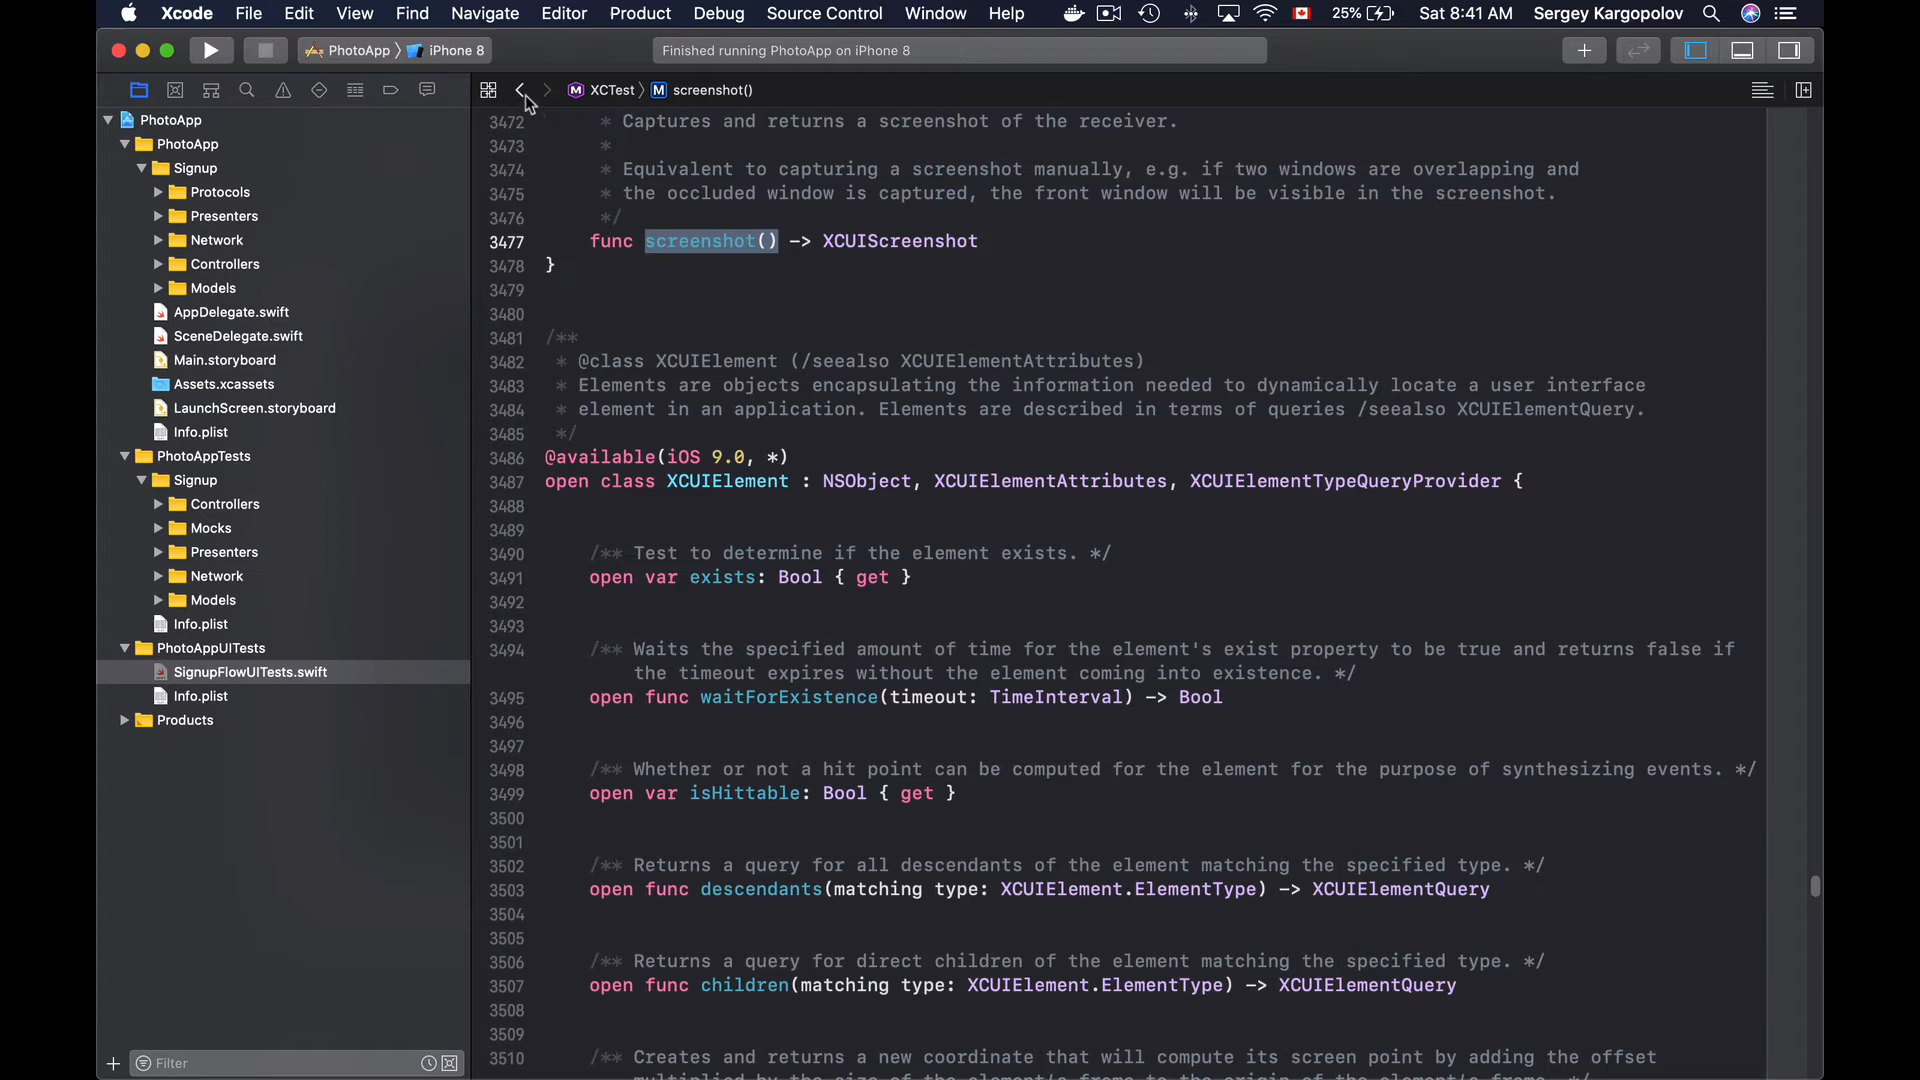 Xcode File Edit View Find Navigate Editor Product Debug Source Control Window Help 25% Sat 8:41 AM Sergey Kargopolov
PhotoApp 〉 iPhone 8
Finished running PhotoApp on iPhone 8
XCTest 〉 M screenshot()
PhotoApp
PhotoApp
Signup
Protocols
Presenters
Network
Controllers
Models
AppDelegate.swift
SceneDelegate.swift
Main.storyboard
Assets.xcassets
LaunchScreen.storyboard
Info.plist
PhotoAppTests
Signup
Controllers
Mocks
Presenters
Network
Models
Info.plist
PhotoAppUITests
SignupFlowUITests.swift
Info.plist
Products
Filter
3472 * Captures and returns a screenshot of the receiver.
3473 *
3474 * Equivalent to capturing a screenshot manually, e.g. if two windows are overlapping and
3475 * the occluded window is captured, the front window will be visible in the screenshot.
3476 */
3477 func screenshot() -> XCUIScreenshot
3478 }
3479
3480
3481 /**
3482 * @class XCUIElement (/seealso XCUIElementAttributes)
3483 * Elements are objects encapsulating the information needed to dynamically locate a user interface
3484 * element in an application. Elements are described in terms of queries /seealso XCUIElementQuery.
3485 */
3486 @available(iOS 9.0, *)
3487 open class XCUIElement : NSObject, XCUIElementAttributes, XCUIElementTypeQueryProvider {
3488
3489
3490 /** Test to determine if the element exists. */
3491 open var exists: Bool { get }
3492
3493
3494 /** Waits the specified amount of time for the element's exist property to be true and returns false if
the timeout expires without the element coming into existence. */
3495 open func waitForExistence(timeout: TimeInterval) -> Bool
3496
3497
3498 /** Whether or not a hit point can be computed for the element for the purpose of synthesizing events. */
3499 open var isHittable: Bool { get }
3500
3501
3502 /** Returns a query for all descendants of the element matching the specified type. */
3503 open func descendants(matching type: XCUIElement.ElementType) -> XCUIElementQuery
3504
3505
3506 /** Returns a query for direct children of the element matching the specified type. */
3507 open func children(matching type: XCUIElement.ElementType) -> XCUIElementQuery
3508
3509
3510 /** Creates and returns a new coordinate that will compute its screen point by adding the offset
multiplied by the size of the element's frame to the origin of the element's frame. */